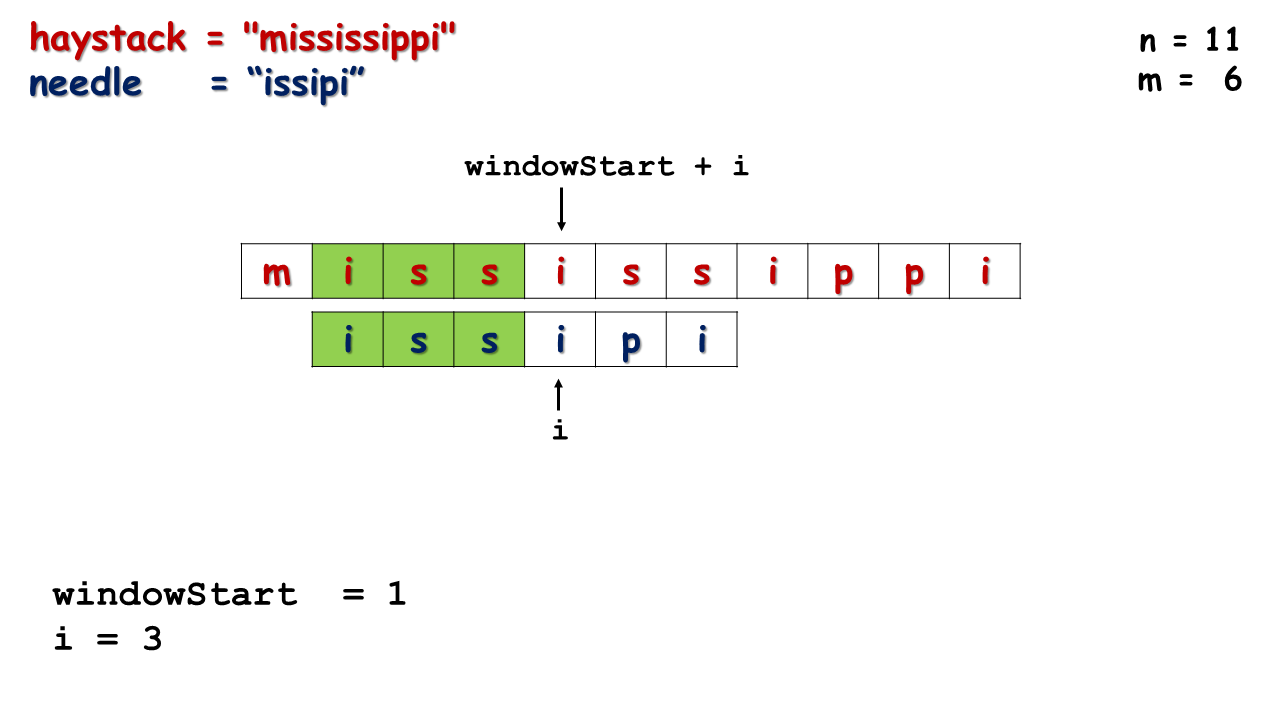 haystack = "mississippi"
needle = “issipi”
n = 11
m = 6
windowStart + i
m i s s i s s i p p i
i s s i p i
i
windowStart = 1
i = 3